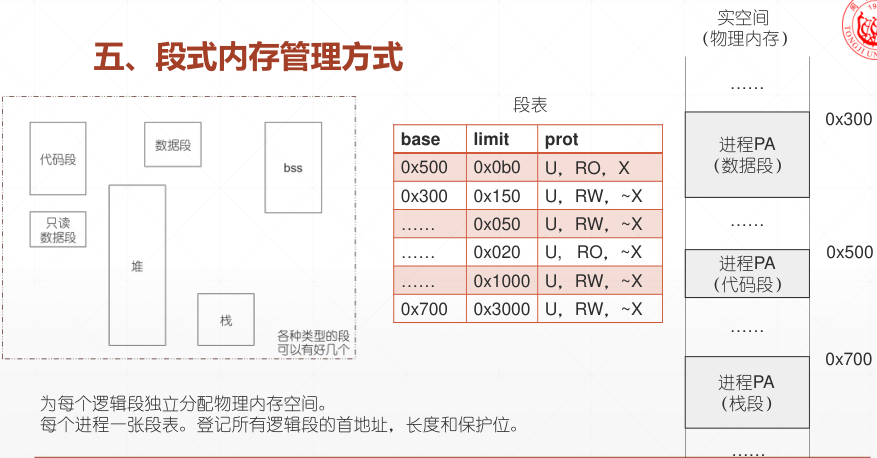 五、段式内存管理方式
代码段
数据段
bss
只读
数据段
堆
栈
各种类型的段
可以有好几个
段表
base limit prot
0x500 0x0b0 U，RO，X
0x300 0x150 U，RW，~X
…… 0x050 U，RW，~X
…… 0x020 U， RO，~X
…… 0x1000 U，RW，~X
0x700 0x3000 U，RW，~X
实空间
（物理内存）
……
0x300
进程PA
（数据段）
……
0x500
进程PA
（代码段）
……
0x700
进程PA
（栈段）
……
为每个逻辑段独立分配物理内存空间。
每个进程一张段表。登记所有逻辑段的首地址，长度和保护位。